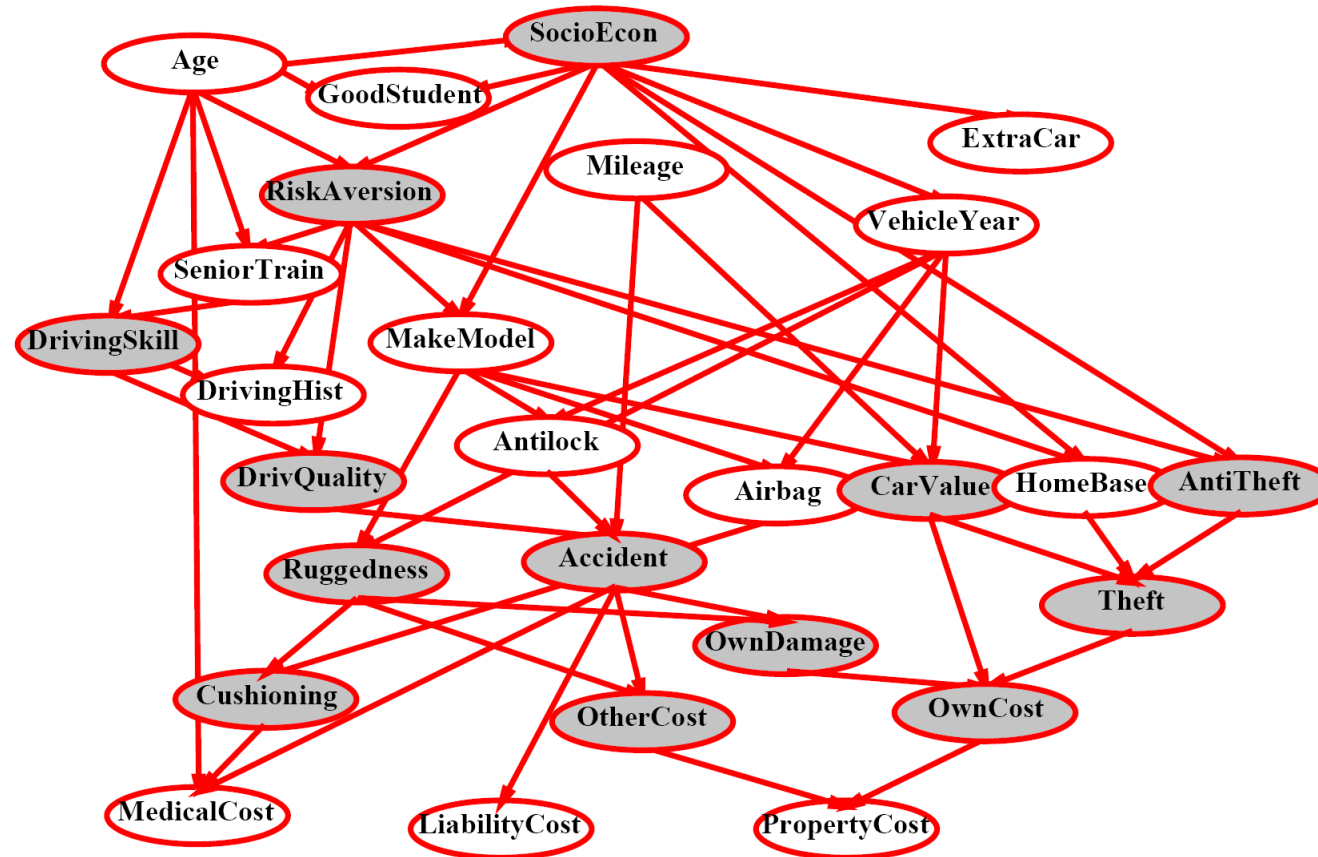 SocioEcon
Age
GoodStudent
ExtraCar
Mileage
RiskAversion
VehicleYear
SeniorTrain
DrivingSkill
MakeModel
DrivingHist
Antilock
DrivQuality
Airbag
CarValue
HomeBase
AntiTheft
Ruggedness
Accident
Theft
OwnDamage
Cushioning
OtherCost
OwnCost
MedicalCost
LiabilityCost
PropertyCost